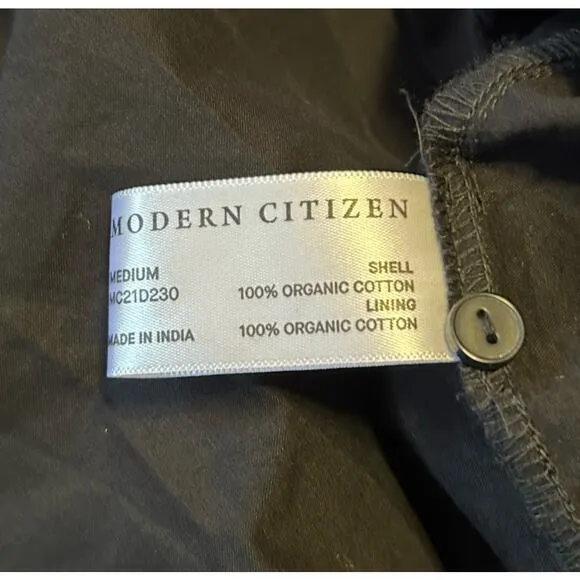 MODERN CITIZEN
MEDIUM
MC21D230
MADE IN INDIA
SHELL
100% ORGANIC COTTON
LINING
100% ORGANIC COTTON